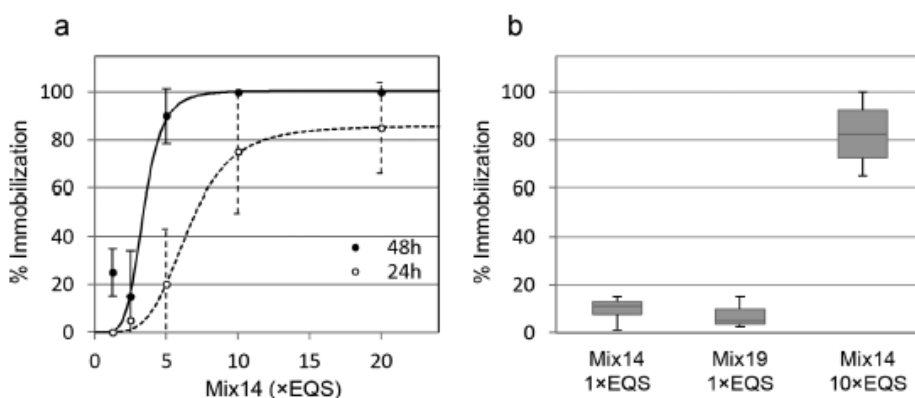 a
b
% Immobilization
100
80
60
40
20
0
48h
24h
0 5 10 15 20
Mix14 (×EQS)
% Immobilization
100
80
60
40
20
0
Mix14 Mix19 Mix14
1×EQS 1×EQS 10×EQS